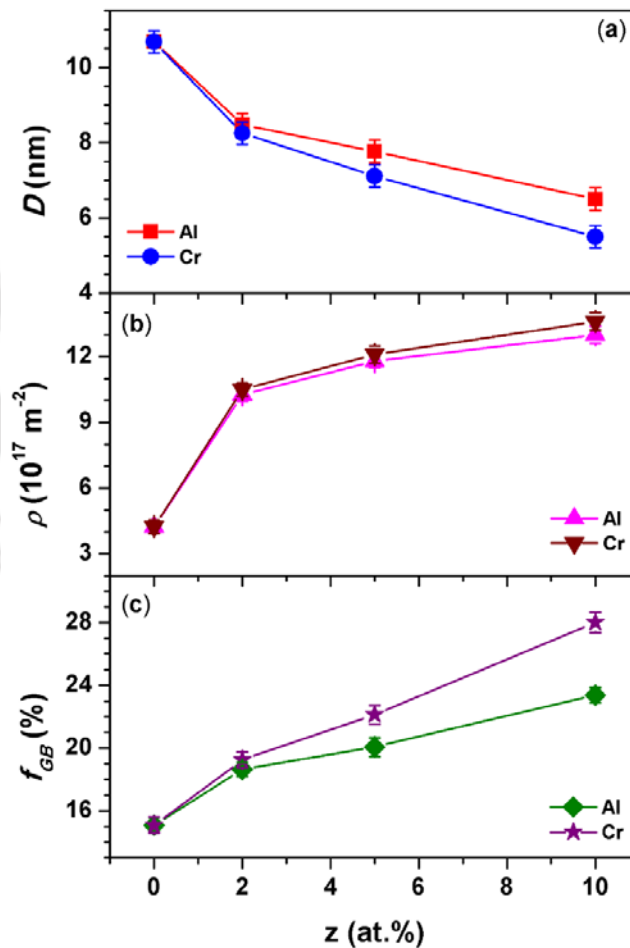 (a)
10
8
6
4
D (nm)
Al
Cr
(b)
12
9
6
3
ρ (10¹⁷ m⁻²)
Al
Cr
(c)
28
24
20
16
f_GB (%)
Al
Cr
0 2 4 6 8 10
z (at.%)